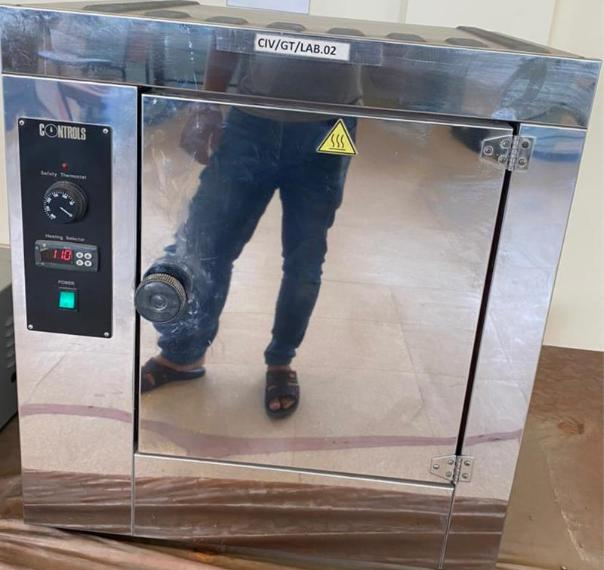 CIV/GT/LAB.02
CONTROLS
Safety Thermostat
Heating Selector
110
POWER